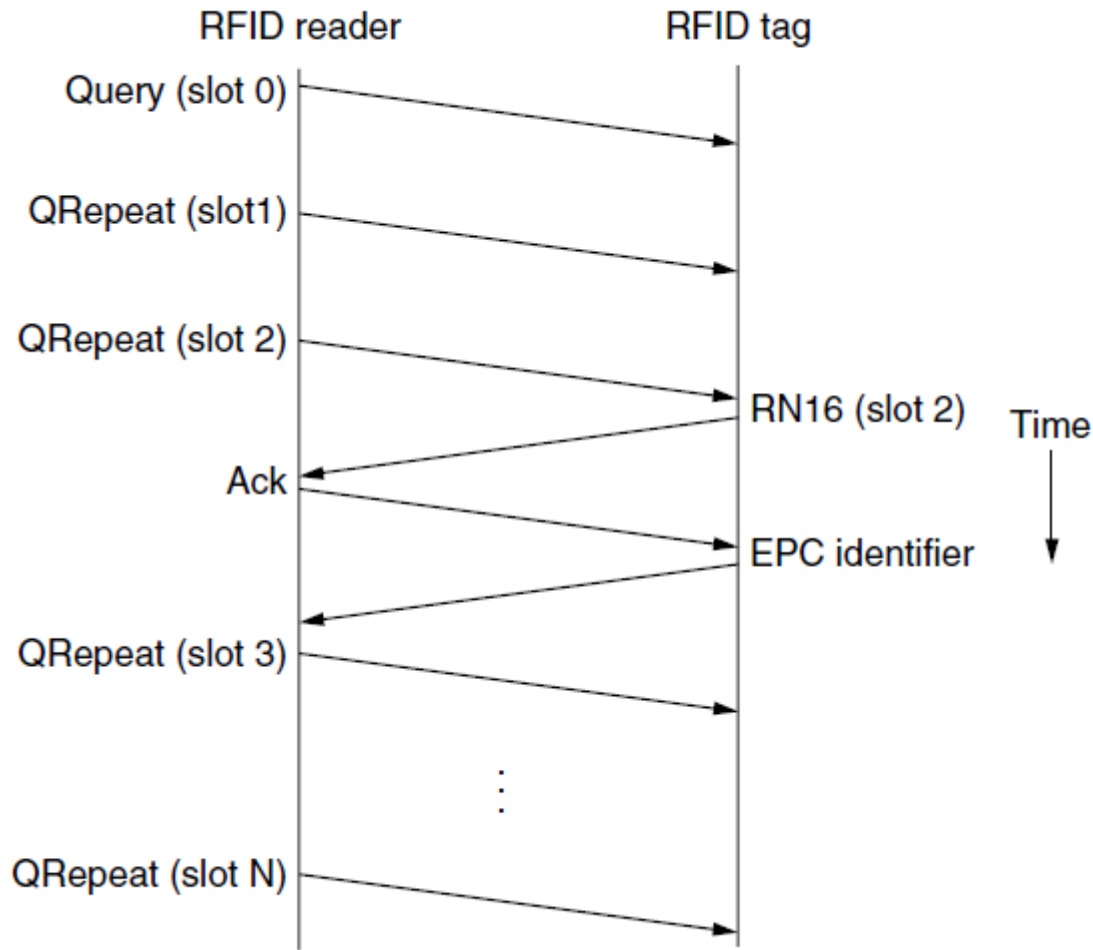 RFID reader
RFID tag
Query (slot 0)
QRepeat (slot1)
QRepeat (slot 2)
RN16 (slot 2)
Time
Ack
EPC identifier
QRepeat (slot 3)
QRepeat (slot N)